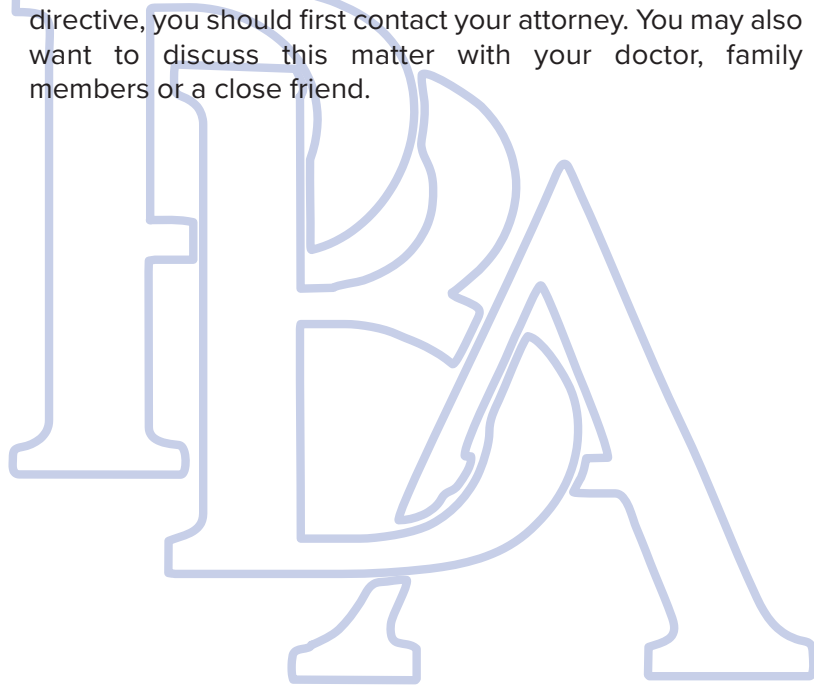 directive, you should first contact your attorney. You may also
want to discuss this matter with your doctor, family
members or a close friend.
PBA